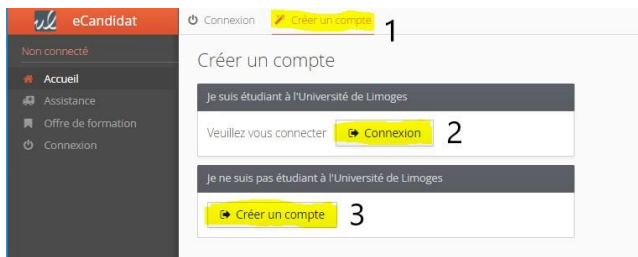 ul eCandidat
Non connecté
Accueil
Assistance
Offre de formation
Connexion
Connexion Créer un compte 1
Créer un compte
Je suis étudiant à l'Université de Limoges
Veuillez vous connecter Connexion 2
Je ne suis pas étudiant à l'Université de Limoges
Créer un compte 3